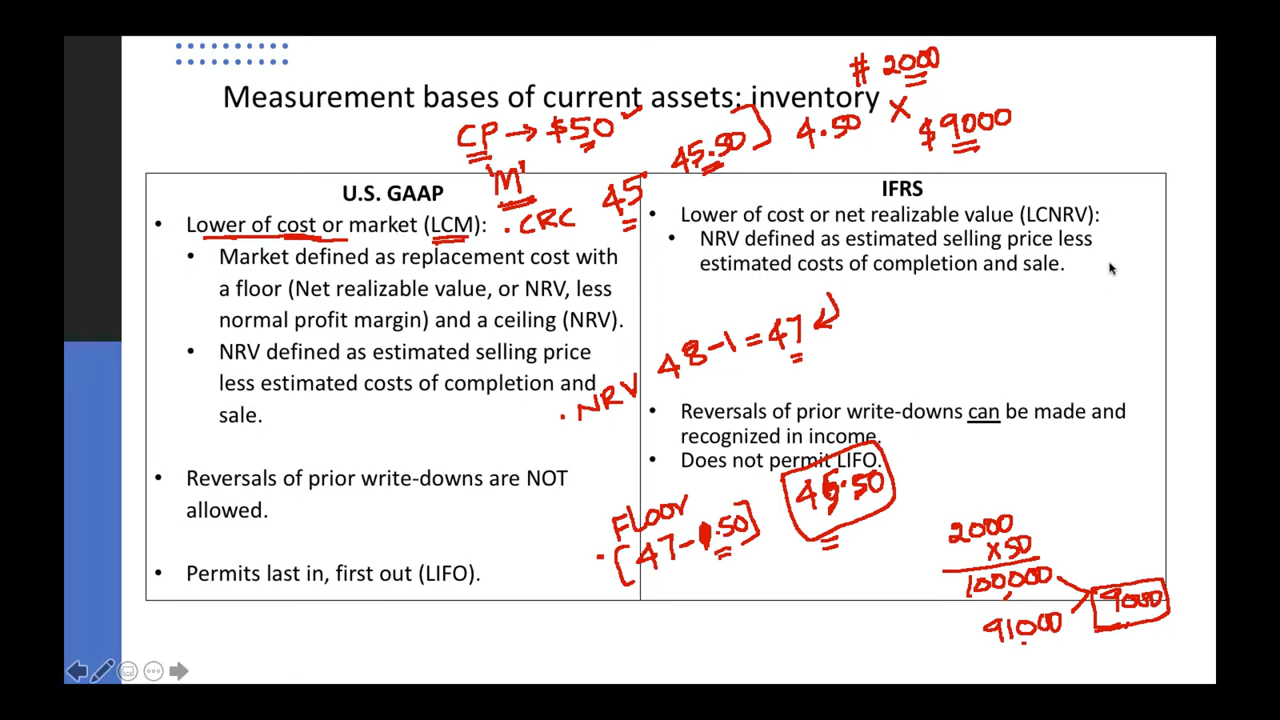 # 2000
Measurement bases of current assets: inventory
X
CP → $50
45.50] 4.50
$9000
'M'
U.S. GAAP
IFRS
• Lower of cost or market (LCM):
. CRC 45
• Market defined as replacement cost with
a floor (Net realizable value, or NRV, less
normal profit margin) and a ceiling (NRV).
• NRV defined as estimated selling price
less estimated costs of completion and
sale.
• Reversals of prior write-downs are NOT
allowed.
• Permits last in, first out (LIFO).
• Lower of cost or net realizable value (LCNRV):
• NRV defined as estimated selling price less
estimated costs of completion and sale.
. NRV 48-1 = 47
• Reversals of prior write-downs can be made and
recognized in income.
• Does not permit LIFO.
FLOOR
. [47- .50]
2000
x50
100,000
91000
9000